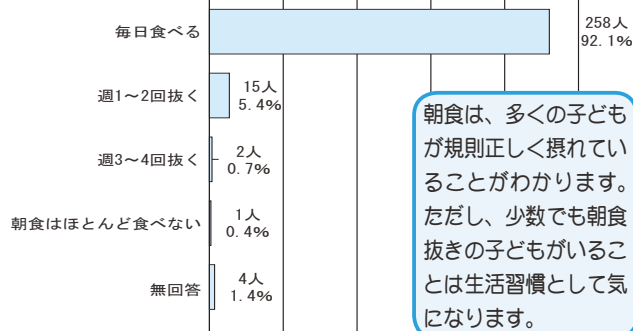 毎日食べる
258人
92.1%
週1～2回抜く
15人
5.4%
週3～4回抜く
2人
0.7%
朝食はほとんど食べない
1人
0.4%
無回答
4人
1.4%
朝食は、多くの子ども
が規則正しく摂れてい
ることがわかります。
ただし、少数でも朝食
抜きの子どもがいるこ
とは生活習慣として気
になります。